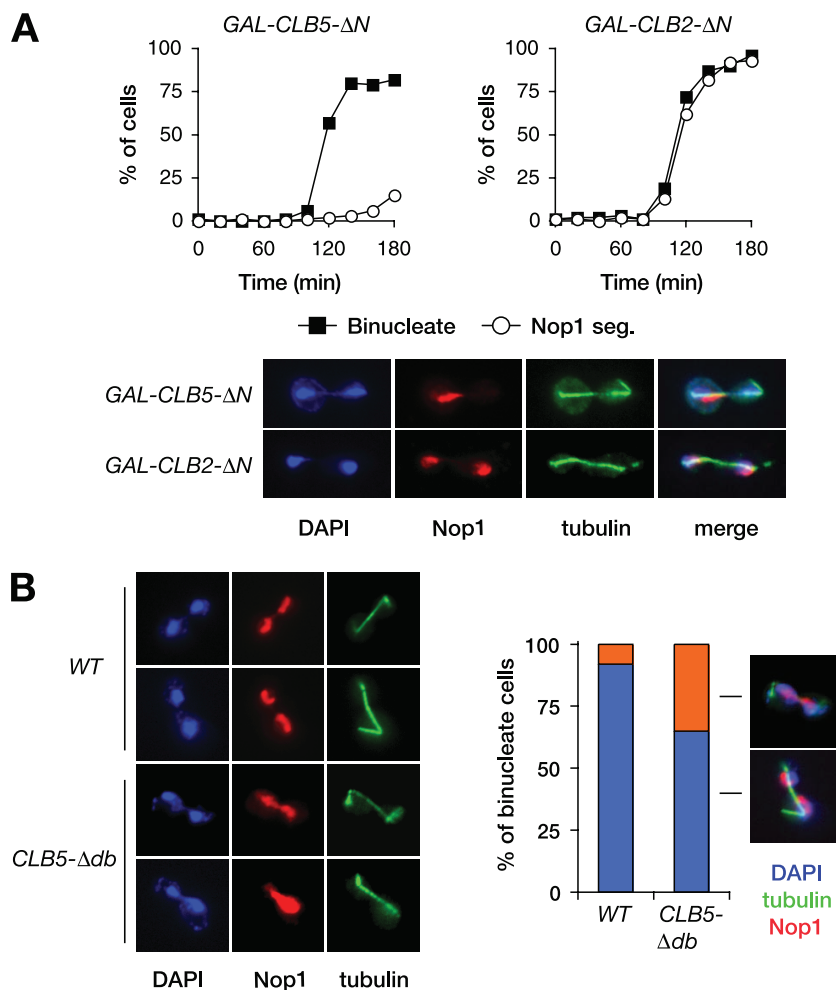 A
GAL-CLB5-ΔN
GAL-CLB2-ΔN
% of cells
100
75
50
25
0
0 60 120 180
Time (min)
% of cells
100
75
50
25
0
0 60 120 180
Time (min)
Binucleate
Nop1 seg.
GAL-CLB5-ΔN
GAL-CLB2-ΔN
DAPI Nop1 tubulin merge
B
WT
CLB5-Δdb
DAPI Nop1 tubulin
% of binucleate cells
100
75
50
25
0
WT
CLB5-
Δdb
DAPI
tubulin
Nop1